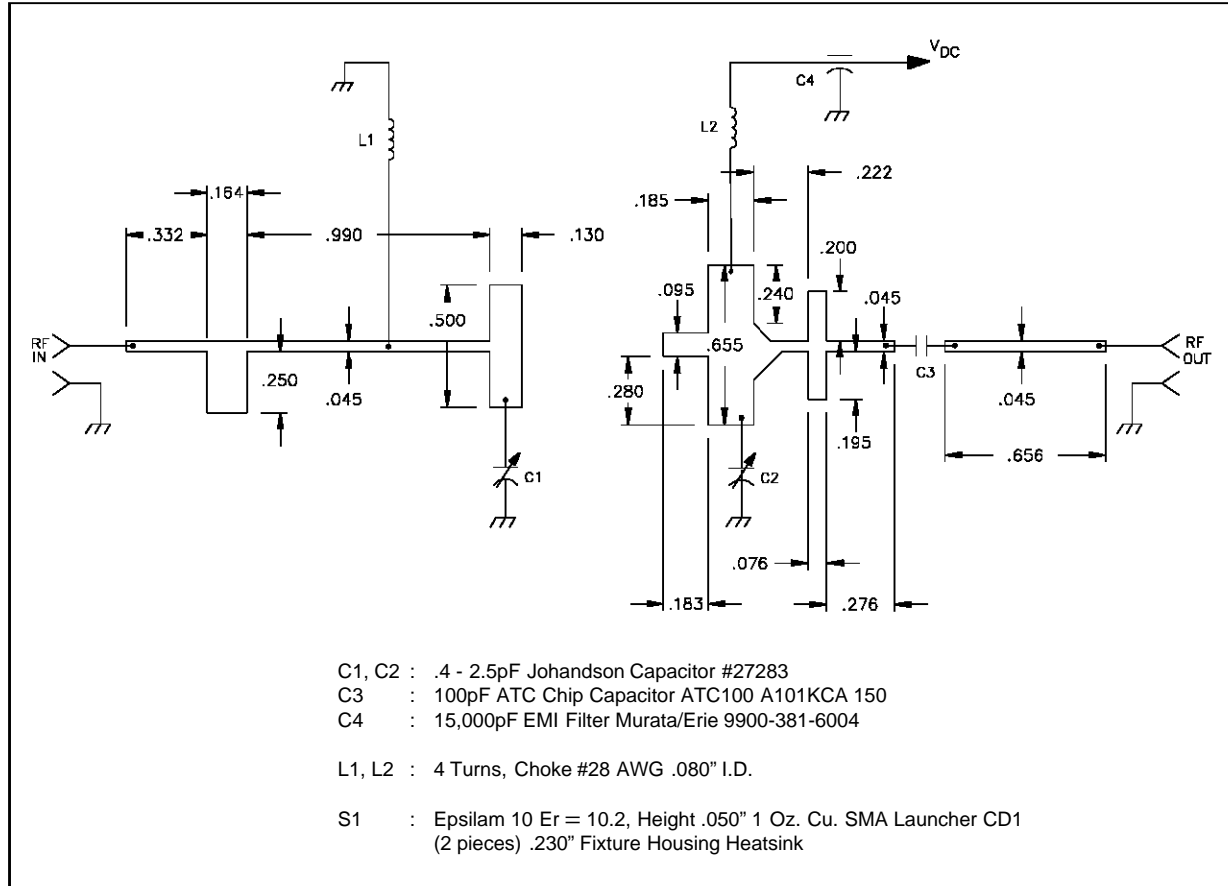 V DC
C4
L1
L2
.164
.222
.185
.332
.990
.130
.200
.095
.240
.045
.500
RF IN
.655
RF OUT
C3
.250
.280
.045
.045
.195
.656
C1
C2
.076
.183
.276
C1, C2 : .4 - 2.5pF Johandson Capacitor #27283
C3 : 100pF ATC Chip Capacitor ATC100 A101KCA 150
C4 : 15,000pF EMI Filter Murata/Erie 9900-381-6004
L1, L2 : 4 Turns, Choke #28 AWG .080” I.D.
S1 : Epsilam 10 Er = 10.2, Height .050” 1 Oz. Cu. SMA Launcher CD1
(2 pieces) .230” Fixture Housing Heatsink